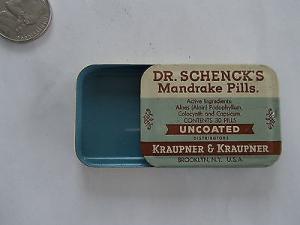 DR. SCHENCK'S
Mandrake Pills.
Active Ingredients:
Aloes (Aloin) Podophyllum,
Colocynth and Capsicum.
CONTENTS 30 PILLS
UNCOATED
DISTRIBUTORS
KRAUPNER & KRAUPNER
BROOKLYN, N.Y. U.S.A.